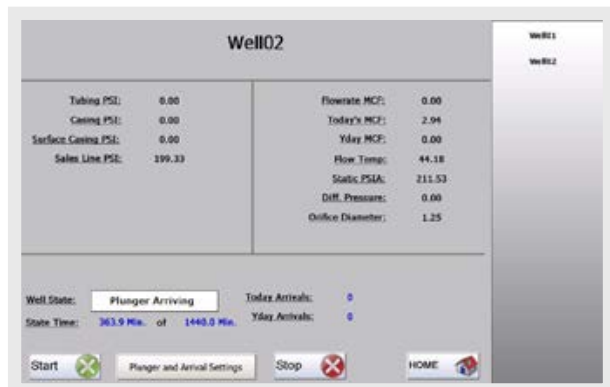 Well02
Well01
Well02
Tubing PSI: 0.00
Casing PSI: 0.00
Surface Casing PSI: 0.00
Sales Line PSI: 199.33
Flowrate MCF: 0.00
Today's MCF: 2.94
Yday MCF: 0.00
Flow Temp: 44.18
Static PSIA: 211.53
Diff. Pressure: 0.00
Orifice Diameter: 1.25
Well State: Plunger Arriving
State Time: 363.9 Min. of 1440.0 Min.
Today Arrivals: 0
Yday Arrivals: 0
Start
Plunger and Arrival Settings
Stop
HOME